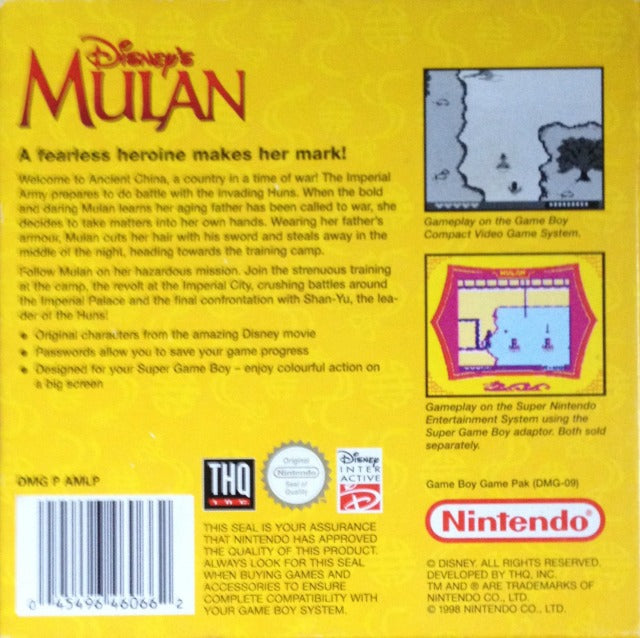 Disney's
MULAN
A fearless heroine makes her mark!
Welcome to Ancient China, a country in a time of war! The Imperial
Army prepares to do battle with the invading Huns. When the bold
and daring Mulan learns her aging father has been called to war, she
decides to take matters into her own hands. Wearing her father's
armour, Mulan cuts her hair with his sword and steals away in the
middle of the night, heading towards the training camp.
Follow Mulan on her hazardous mission. Join the strenuous training
at the camp, the revolt at the Imperial City, crushing battles around
the Imperial Palace and the final confrontation with Shan-Yu, the lea-
der of the Huns!
• Original characters from the amazing Disney movie
• Passwords allow you to save your game progress
• Designed for your Super Game Boy – enjoy colourful action on
a big screen
Gameplay on the Game Boy
Compact Video Game System.
MULAN
Gameplay on the Super Nintendo
Entertainment System using the
Super Game Boy adaptor. Both sold
separately.
DMG P AMLP
0 45496 46066 2
THQ
INC.
Original
Nintendo
Seal of
Quality
Disney
INTER
ACTIVE
D
THIS SEAL IS YOUR ASSURANCE
THAT NINTENDO HAS APPROVED
THE QUALITY OF THIS PRODUCT.
ALWAYS LOOK FOR THIS SEAL
WHEN BUYING GAMES AND
ACCESSORIES TO ENSURE
COMPLETE COMPATIBILITY WITH
YOUR GAME BOY SYSTEM.
Game Boy Game Pak (DMG-09)
Nintendo®
© DISNEY. ALL RIGHTS RESERVED.
DEVELOPED BY THQ, INC.
TM AND ® ARE TRADEMARKS OF
NINTENDO CO., LTD.
© 1998 NINTENDO CO., LTD.